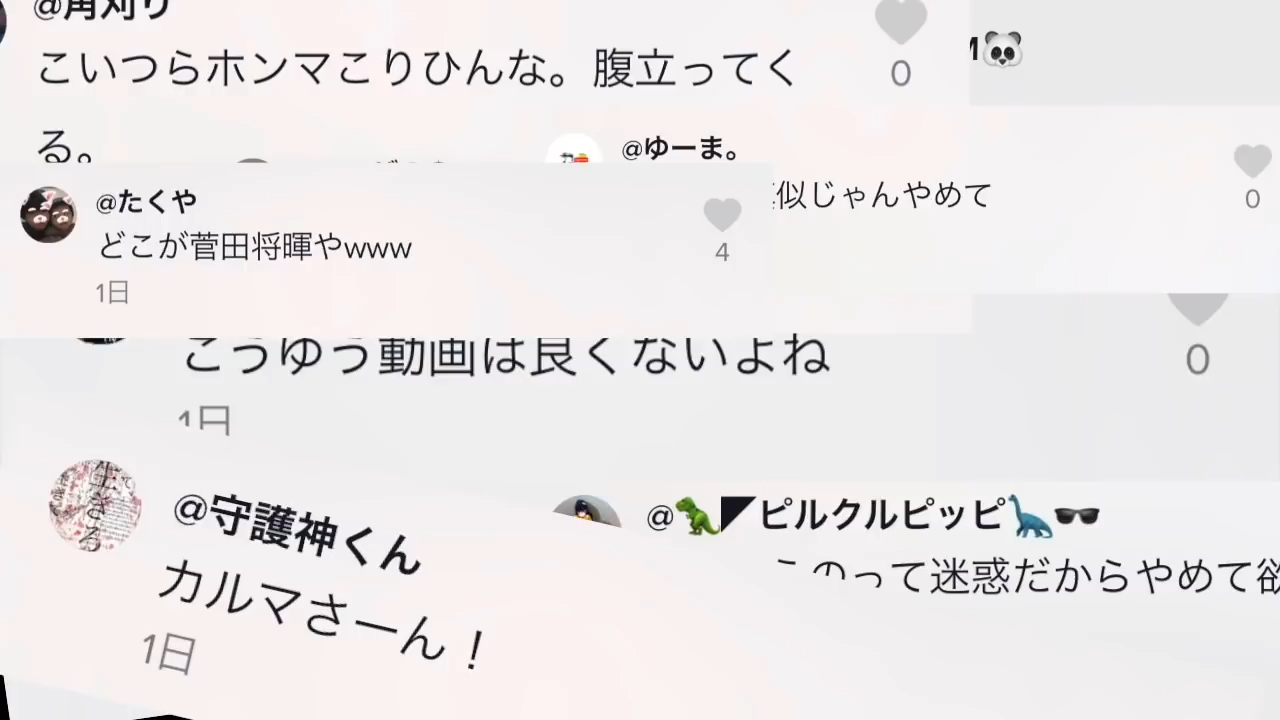 @角刈り
こいつらホンマこりひんな。腹立ってく
る。
0
M🐼
@ゆーま。
似じゃんやめて
0
@たくや
どこが菅田将暉やwww
1日
4
こうゆう動画は良くないよね
1日
0
@守護神くん
カルマさーん！
1日
@🦖◤ピルクルピッピ🦕🕶
のって迷惑だからやめて欲
生きる